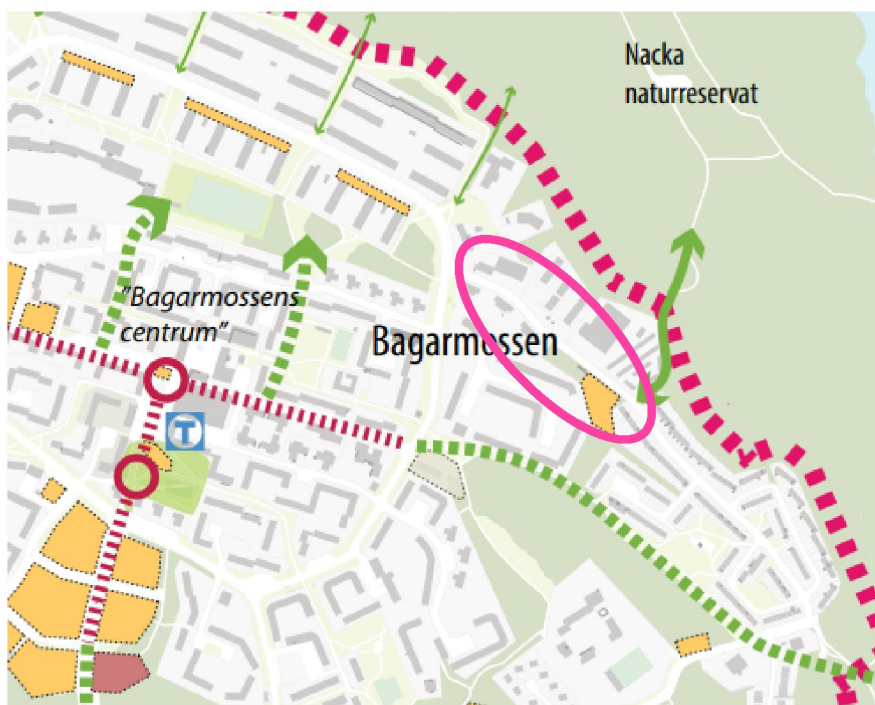 Nacka
naturreservat
"Bagarmossens
centrum"
Bagarmossen
T